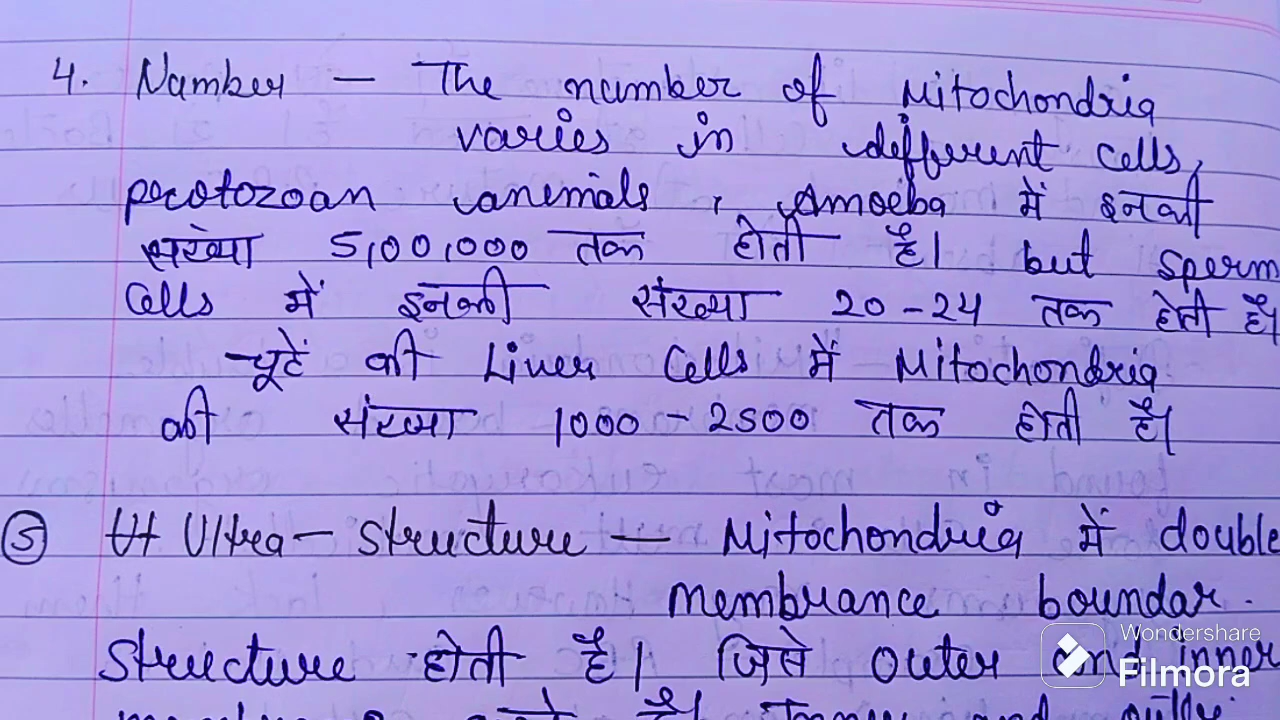 4. Number — The number of Mitochondria
varies in different cells,
protozoan animals, Amoeba में इनकी
संख्या 5,00,000 तक होती है। but sperm
cells में इनकी संख्या 20-24 तक होती है।
चूहे की Liver cells में Mitochondria
की संख्या 1000-2500 तक होती है।
⑤ Ultra-structure — Mitochondria में double
membrance boundar.
structure होती है। जिसे outer and inner
Wondershare
Filmora